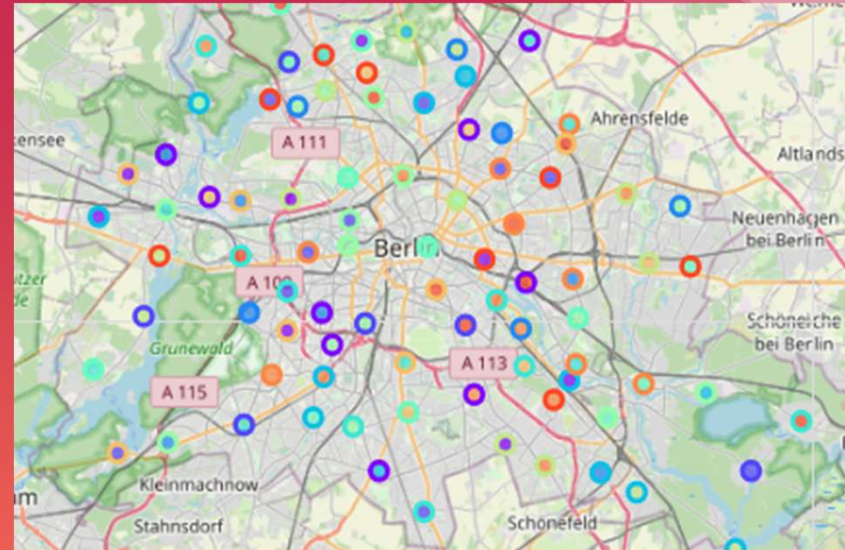 Ahrensfelde
A 111
Altlands
Neuenhagen
bei Berlin
Berlin
A 100
Schöneiche
bei Berlin
Grunewald
A 113
A 115
Kleinmachnow
Stahnsdorf
Schönefeld